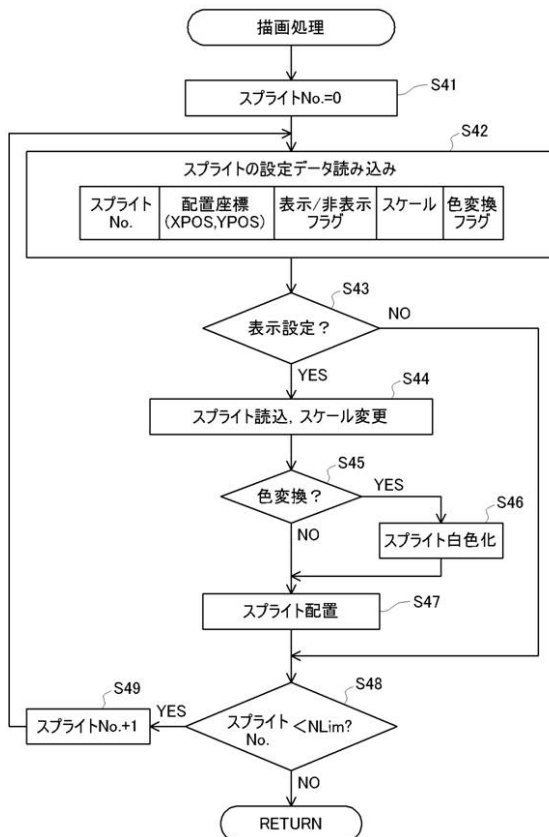 描画処理
S41
スプライトNo.=0
S42
スプライトの設定データ読み込み
スプライト
No.
配置座標
(XPOS,YPOS)
表示/非表示
フラグ
スケール
色変換
フラグ
S43
表示設定？
NO
YES
S44
スプライト読込，スケール変更
S45
色変換？
YES
S46
NO
スプライト白色化
S47
スプライト配置
S48
S49
スプライト
No.
＜NLim?
YES
スプライトNo.+1
NO
RETURN